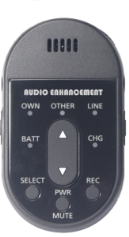 AUDIO ENHANCEMENT
OWN OTHER LINE
BATT CHG
SELECT REC
PWR
MUTE